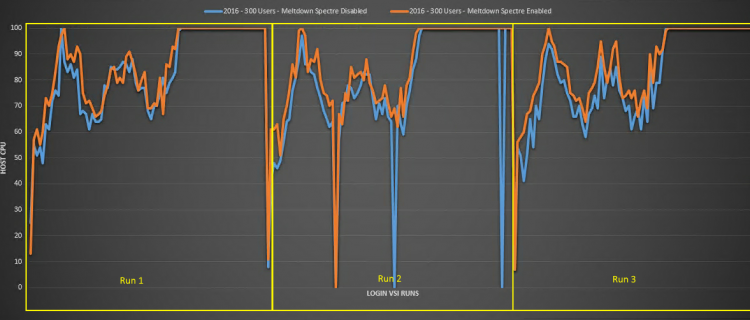 2016 - 300 Users - Meltdown Spectre Disabled 2016 - 300 Users - Meltdown Spectre Enabled
100
90
80
70
60
50
40
30
20
10
0
HOST CPU
Run 1 Run 2 Run 3
LOGIN VSI RUNS